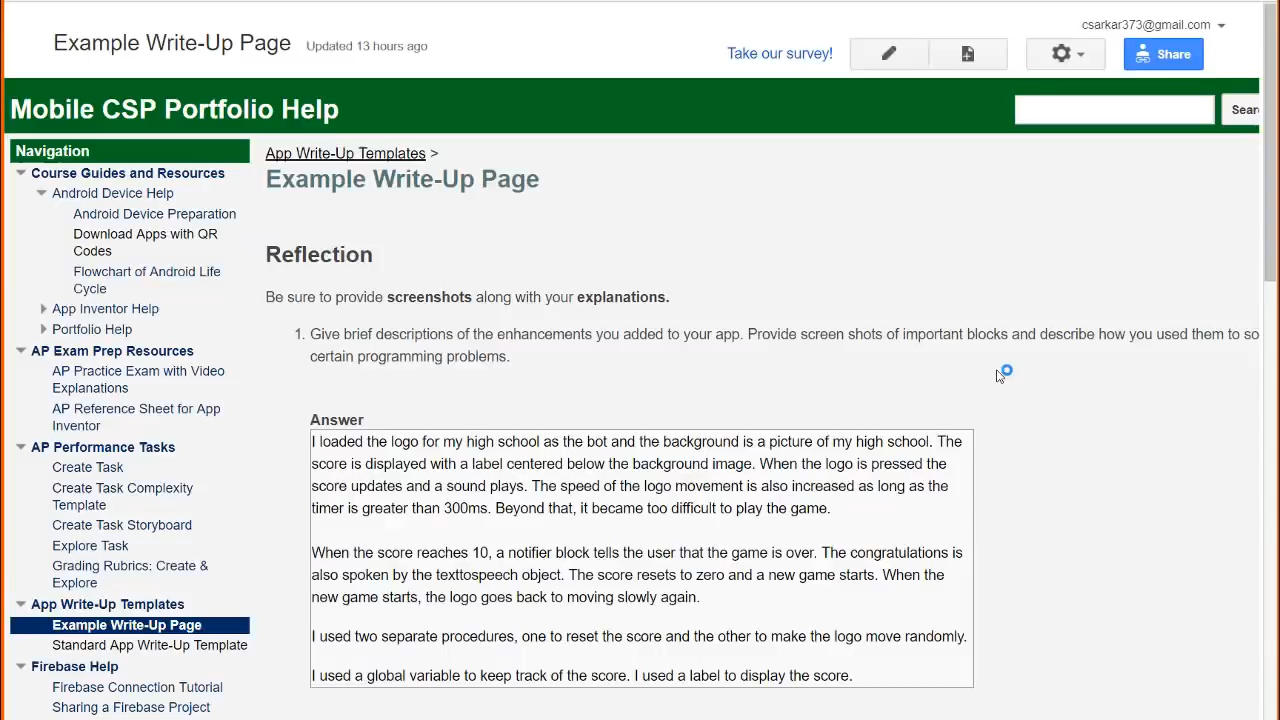 csarkar373@gmail.com
Example Write-Up Page Updated 13 hours ago
Take our survey!
Share
Mobile CSP Portfolio Help
Sear
Navigation
Course Guides and Resources
Android Device Help
Android Device Preparation
Download Apps with QR
Codes
Flowchart of Android Life
Cycle
App Inventor Help
Portfolio Help
AP Exam Prep Resources
AP Practice Exam with Video
Explanations
AP Reference Sheet for App
Inventor
AP Performance Tasks
Create Task
Create Task Complexity
Template
Create Task Storyboard
Explore Task
Grading Rubrics: Create &
Explore
App Write-Up Templates
Example Write-Up Page
Standard App Write-Up Template
Firebase Help
Firebase Connection Tutorial
Sharing a Firebase Project
App Write-Up Templates >
Example Write-Up Page
Reflection
Be sure to provide screenshots along with your explanations.
1. Give brief descriptions of the enhancements you added to your app. Provide screen shots of important blocks and describe how you used them to so
certain programming problems.
Answer
I loaded the logo for my high school as the bot and the background is a picture of my high school. The
score is displayed with a label centered below the background image. When the logo is pressed the
score updates and a sound plays. The speed of the logo movement is also increased as long as the
timer is greater than 300ms. Beyond that, it became too difficult to play the game.
When the score reaches 10, a notifier block tells the user that the game is over. The congratulations is
also spoken by the texttospeech object. The score resets to zero and a new game starts. When the
new game starts, the logo goes back to moving slowly again.
I used two separate procedures, one to reset the score and the other to make the logo move randomly.
I used a global variable to keep track of the score. I used a label to display the score.